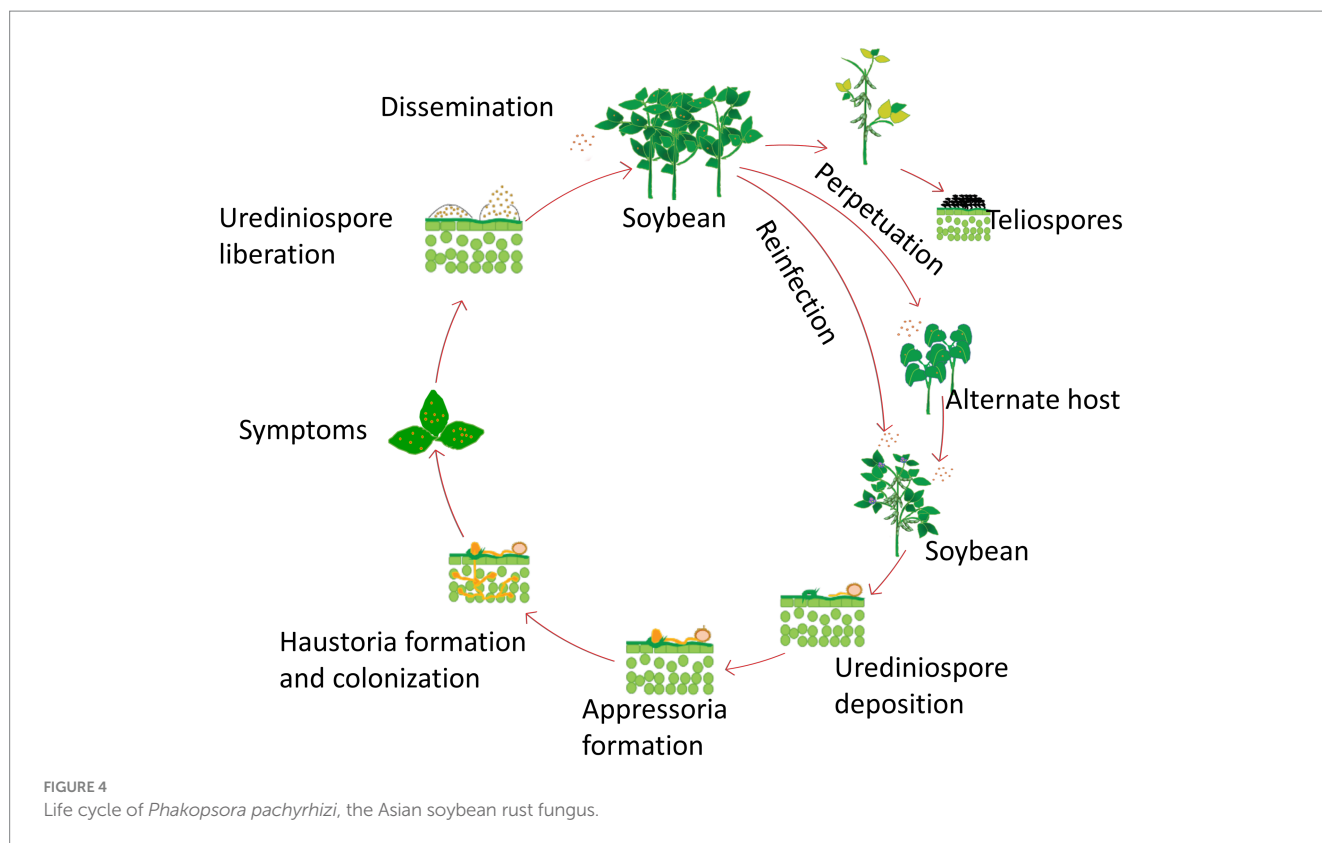 Dissemination
Soybean
Perpetuation
Reinfection
Teliospores
Alternate host
Soybean
Urediniospore
deposition
Appressoria
formation
Haustoria formation
and colonization
Symptoms
Urediniospore
liberation
FIGURE 4
Life cycle of Phakopsora pachyrhizi, the Asian soybean rust fungus.